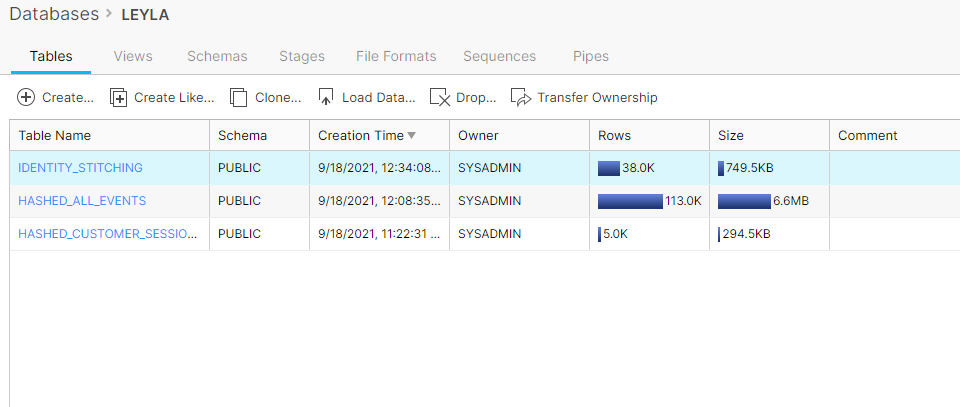 Databases > LEYLA
Tables Views Schemas Stages File Formats Sequences Pipes
Create... Create Like... Clone... Load Data... Drop... Transfer Ownership
Table Name Schema Creation Time Owner Rows Size Comment
IDENTITY_STITCHING PUBLIC 9/18/2021, 12:34:08... SYSADMIN 38.0K 749.5KB
HASHED_ALL_EVENTS PUBLIC 9/18/2021, 12:08:35... SYSADMIN 113.0K 6.6MB
HASHED_CUSTOMER_SESSIO... PUBLIC 9/18/2021, 11:22:31 ... SYSADMIN 5.0K 294.5KB